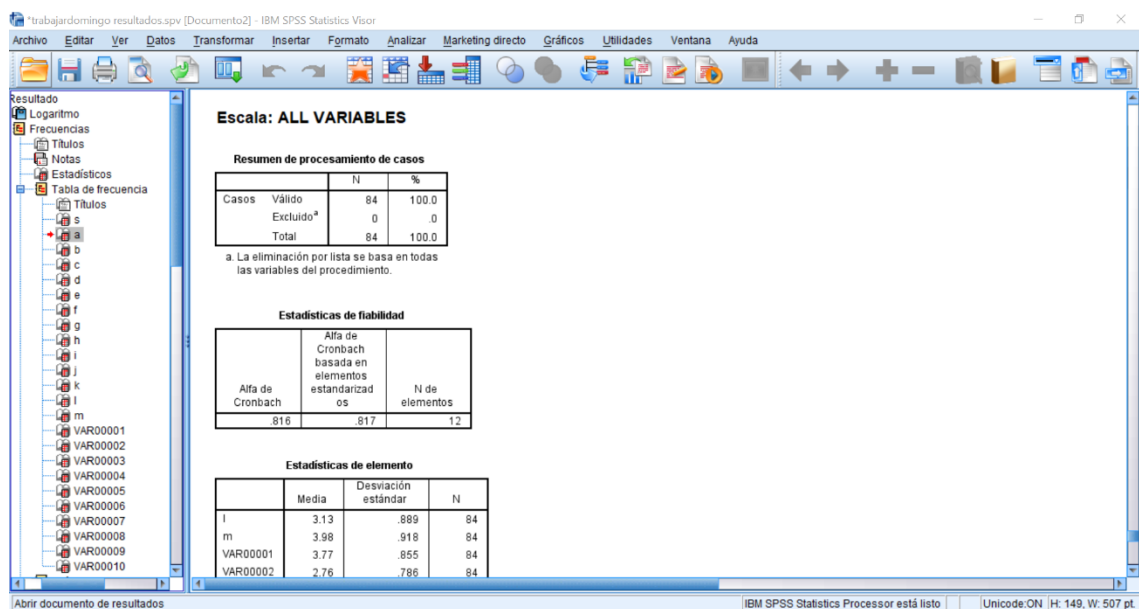 *trabajardomingo resultados.spv [Documento2] - IBM SPSS Statistics Visor
Archivo Editar Ver Datos Transformar Insertar Formato Analizar Marketing directo Gráficos Utilidades Ventana Ayuda
Resultado
Logaritmo
Frecuencias
Títulos
Notas
Estadísticos
Tabla de frecuencia
Títulos
s
a
b
c
d
e
f
g
h
i
j
k
l
m
VAR00001
VAR00002
VAR00003
VAR00004
VAR00005
VAR00006
VAR00007
VAR00008
VAR00009
VAR00010
Escala: ALL VARIABLES
Resumen de procesamiento de casos
N %
Casos Válido 84 100.0
Excluido^a 0 .0
Total 84 100.0
a. La eliminación por lista se basa en todas
las variables del procedimiento.
Estadísticas de fiabilidad
Alfa de
Cronbach
basada en
elementos
Alfa de estandarizad N de
Cronbach os elementos
.816 .817 12
Estadísticas de elemento
Desviación
Media estándar N
l 3.13 .889 84
m 3.98 .918 84
VAR00001 3.77 .855 84
VAR00002 2.76 .786 84
Abrir documento de resultados IBM SPSS Statistics Processor está listo Unicode:ON H: 149, W: 507 pt.